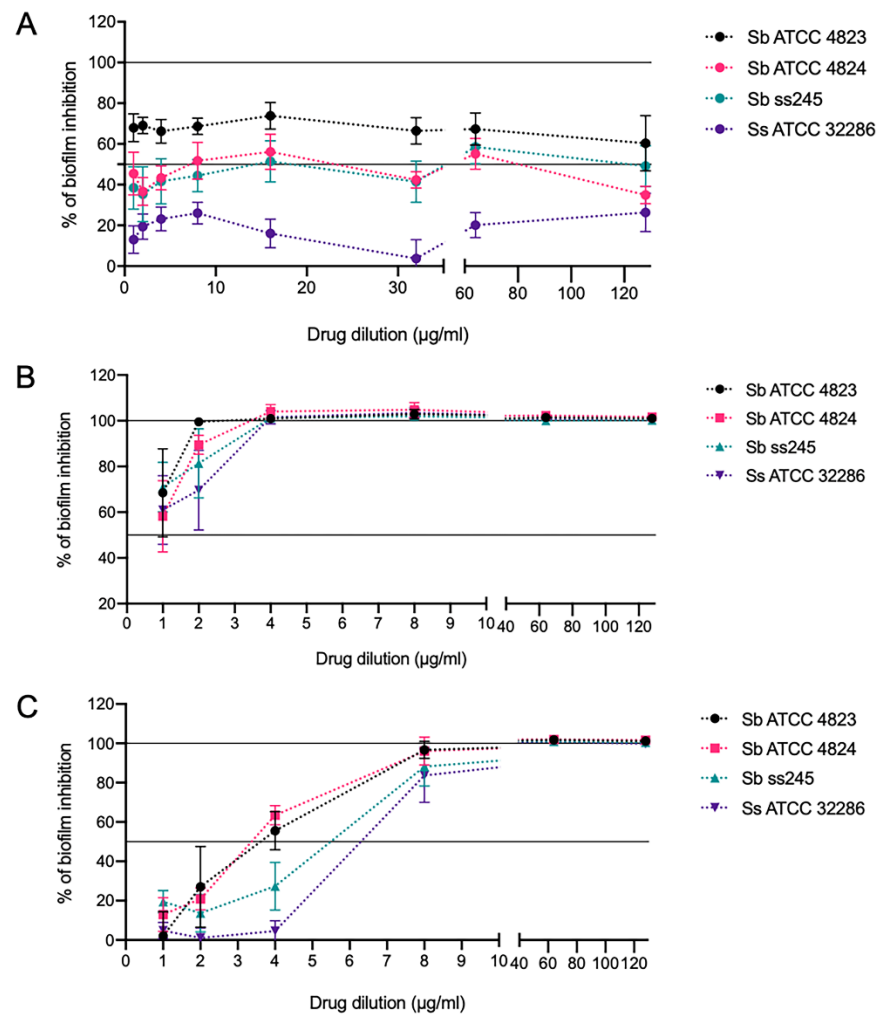 A
% of biofilm inhibition
120
100
80
60
40
20
0
0 10 20 30 60 80 100 120
Drug dilution (µg/ml)
Sb ATCC 4823
Sb ATCC 4824
Sb ss245
Ss ATCC 32286
B
% of biofilm inhibition
120
100
80
60
40
20
0 1 2 3 4 5 6 7 8 9 10 40 60 80 100 120
Drug dilution (µg/ml)
Sb ATCC 4823
Sb ATCC 4824
Sb ss245
Ss ATCC 32286
C
% of biofilm inhibition
120
100
80
60
40
20
0
0 1 2 3 4 5 6 7 8 9 10 40 60 80 100 120
Drug dilution (µg/ml)
Sb ATCC 4823
Sb ATCC 4824
Sb ss245
Ss ATCC 32286